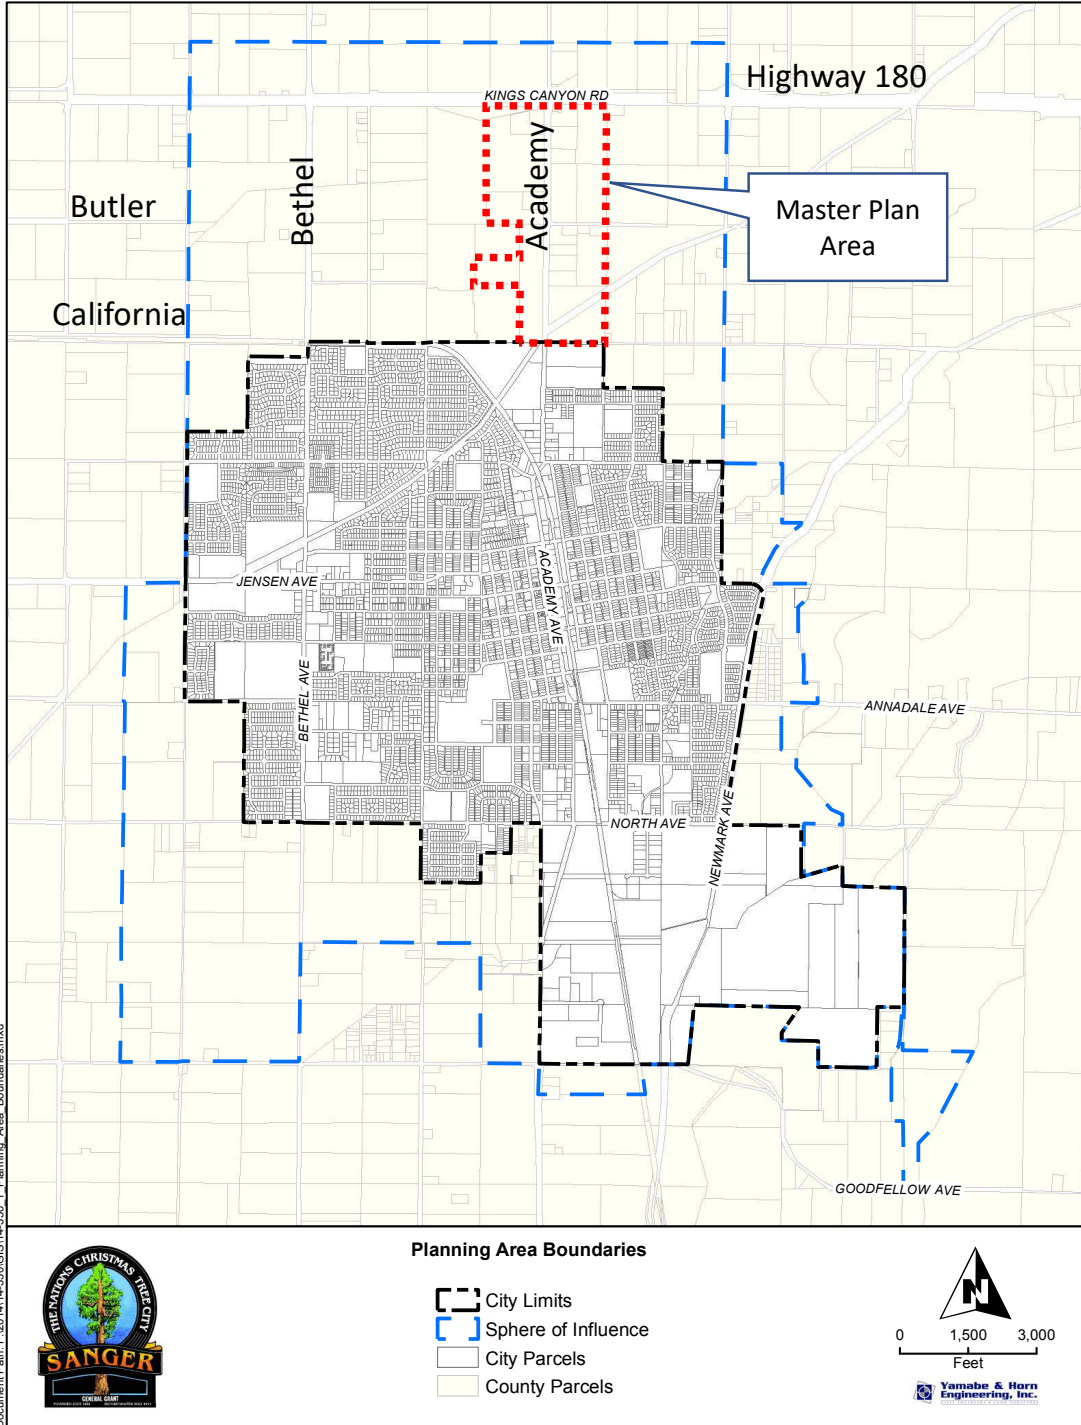 Highway 180
KINGS CANYON RD
Academy
Bethel
Butler
Master Plan
Area
California
JENSEN AVE
ACADEMY AVE
BETHEL AVE
ANNADALE AVE
NORTH AVE
NEWMARK AVE
GOODFELLOW AVE
Planning Area Boundaries
City Limits
Sphere of Influence
City Parcels
County Parcels
THE NATIONS CHRISTMAS TREE CITY
SANGER
GENERAL GRANT
N
0 1,500 3,000
Feet
Yamabe & Horn
Engineering, Inc.